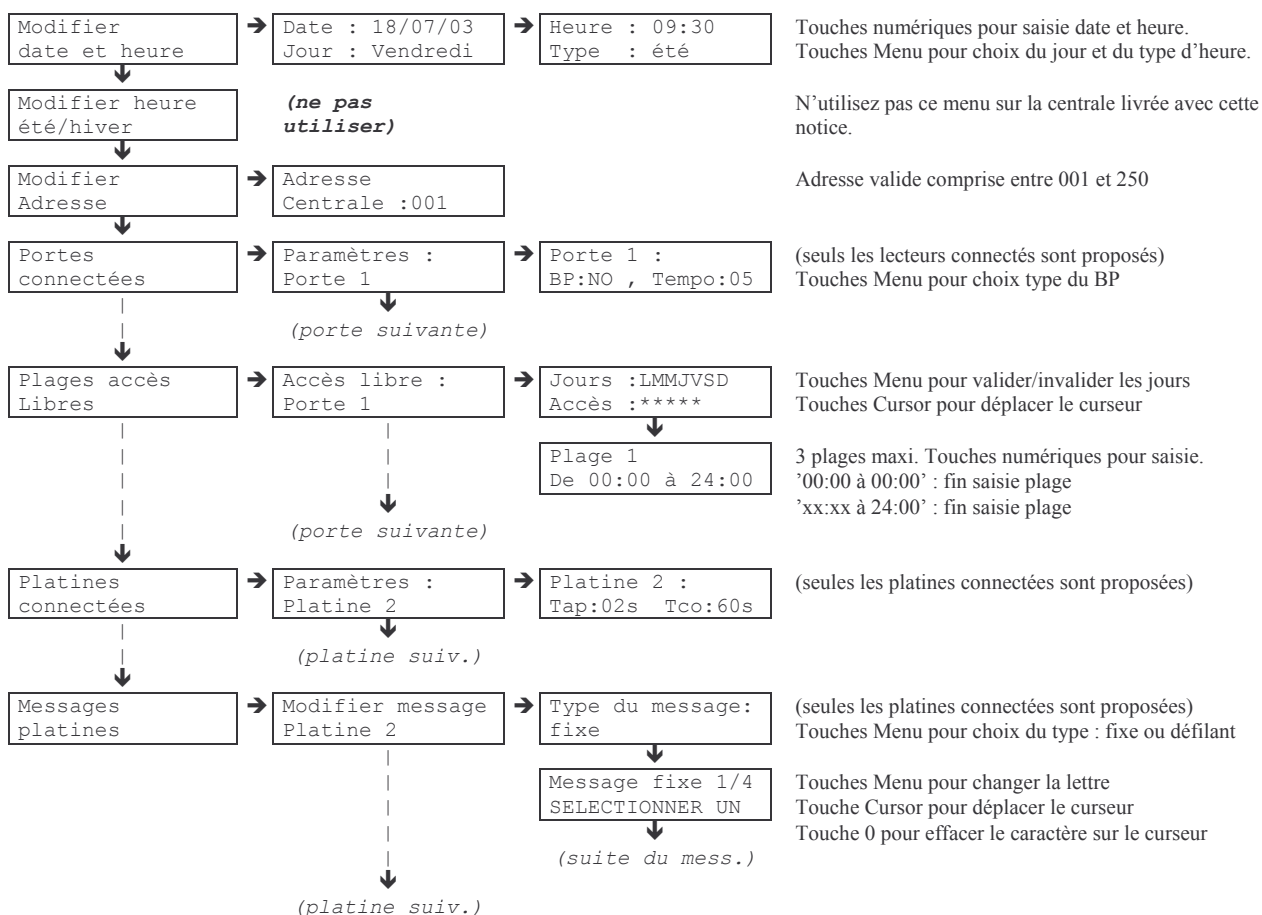 Modifier
date et heure
Date : 18/07/03
Jour : Vendredi
Heure : 09:30
Type : été
Touches numériques pour saisie date et heure.
Touches Menu pour choix du jour et du type d’heure.
Modifier heure
été/hiver
(ne pas
utiliser)
N’utilisez pas ce menu sur la centrale livrée avec cette
notice.
Modifier
Adresse
Adresse
Centrale :001
Adresse valide comprise entre 001 et 250
Portes
connectées
Paramètres :
Porte 1
Porte 1 :
BP:NO , Tempo:05
(seuls les lecteurs connectés sont proposés)
Touches Menu pour choix type du BP
(porte suivante)
Plages accès
Libres
Accès libre :
Porte 1
Jours :LMMJVSD
Accès :*****
Touches Menu pour valider/invalider les jours
Touches Cursor pour déplacer le curseur
Plage 1
De 00:00 à 24:00
3 plages maxi. Touches numériques pour saisie.
’00:00 à 00:00’ : fin saisie plage
’xx:xx à 24:00’ : fin saisie plage
(porte suivante)
Platines
connectées
Paramètres :
Platine 2
Platine 2 :
Tap:02s Tco:60s
(seules les platines connectées sont proposées)
(platine suiv.)
Messages
platines
Modifier message
Platine 2
Type du message:
fixe
(seules les platines connectées sont proposées)
Touches Menu pour choix du type : fixe ou défilant
Message fixe 1/4
SELECTIONNER UN
Touches Menu pour changer la lettre
Touche Cursor pour déplacer le curseur
Touche 0 pour effacer le caractère sur le curseur
(suite du mess.)
(platine suiv.)